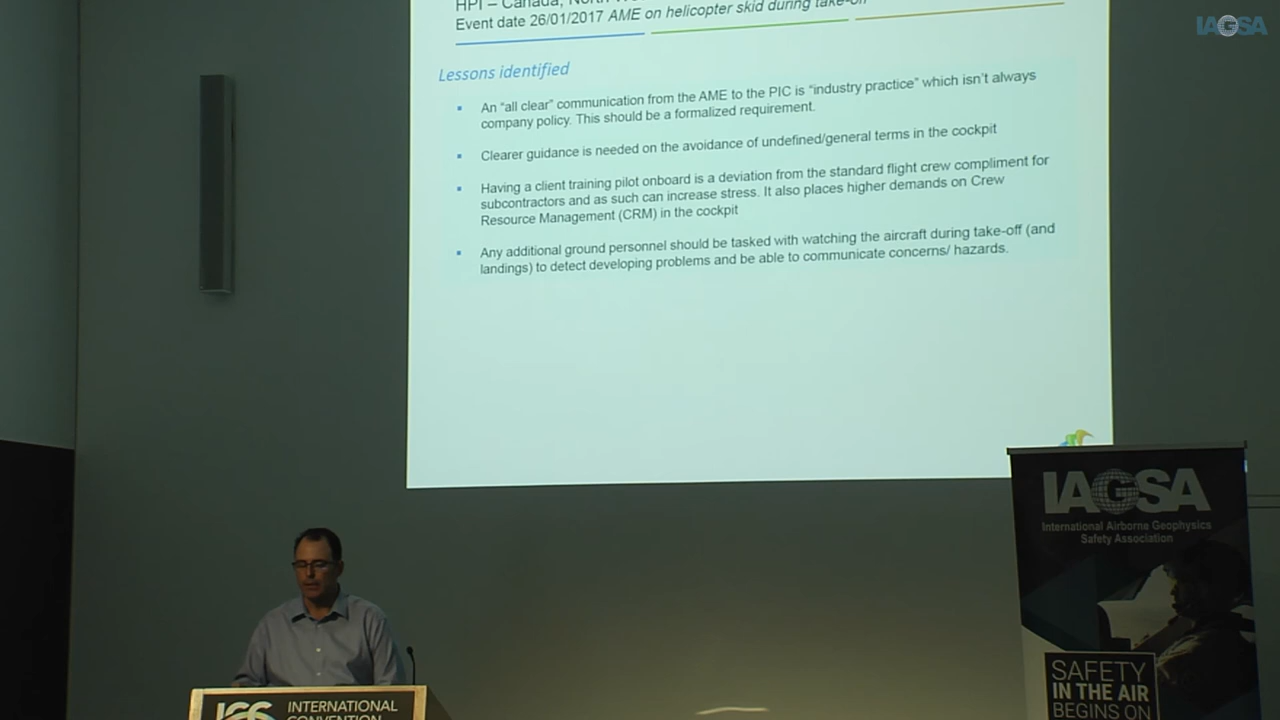 HPI – Canada, North
Event date 26/01/2017 AME on helicopter skid during take-off
IAGSA
Lessons identified
▪ An "all clear" communication from the AME to the PIC is "industry practice" which isn't always
company policy. This should be a formalized requirement.
▪ Clearer guidance is needed on the avoidance of undefined/general terms in the cockpit
▪ Having a client training pilot onboard is a deviation from the standard flight crew compliment for
subcontractors and as such can increase stress. It also places higher demands on Crew
Resource Management (CRM) in the cockpit
▪ Any additional ground personnel should be tasked with watching the aircraft during take-off (and
landings) to detect developing problems and be able to communicate concerns/ hazards.
IAGSA
International Airborne Geophysics
Safety Association
SAFETY
IN THE AIR
BEGINS ON
INTERNATIONAL
CONVENTION